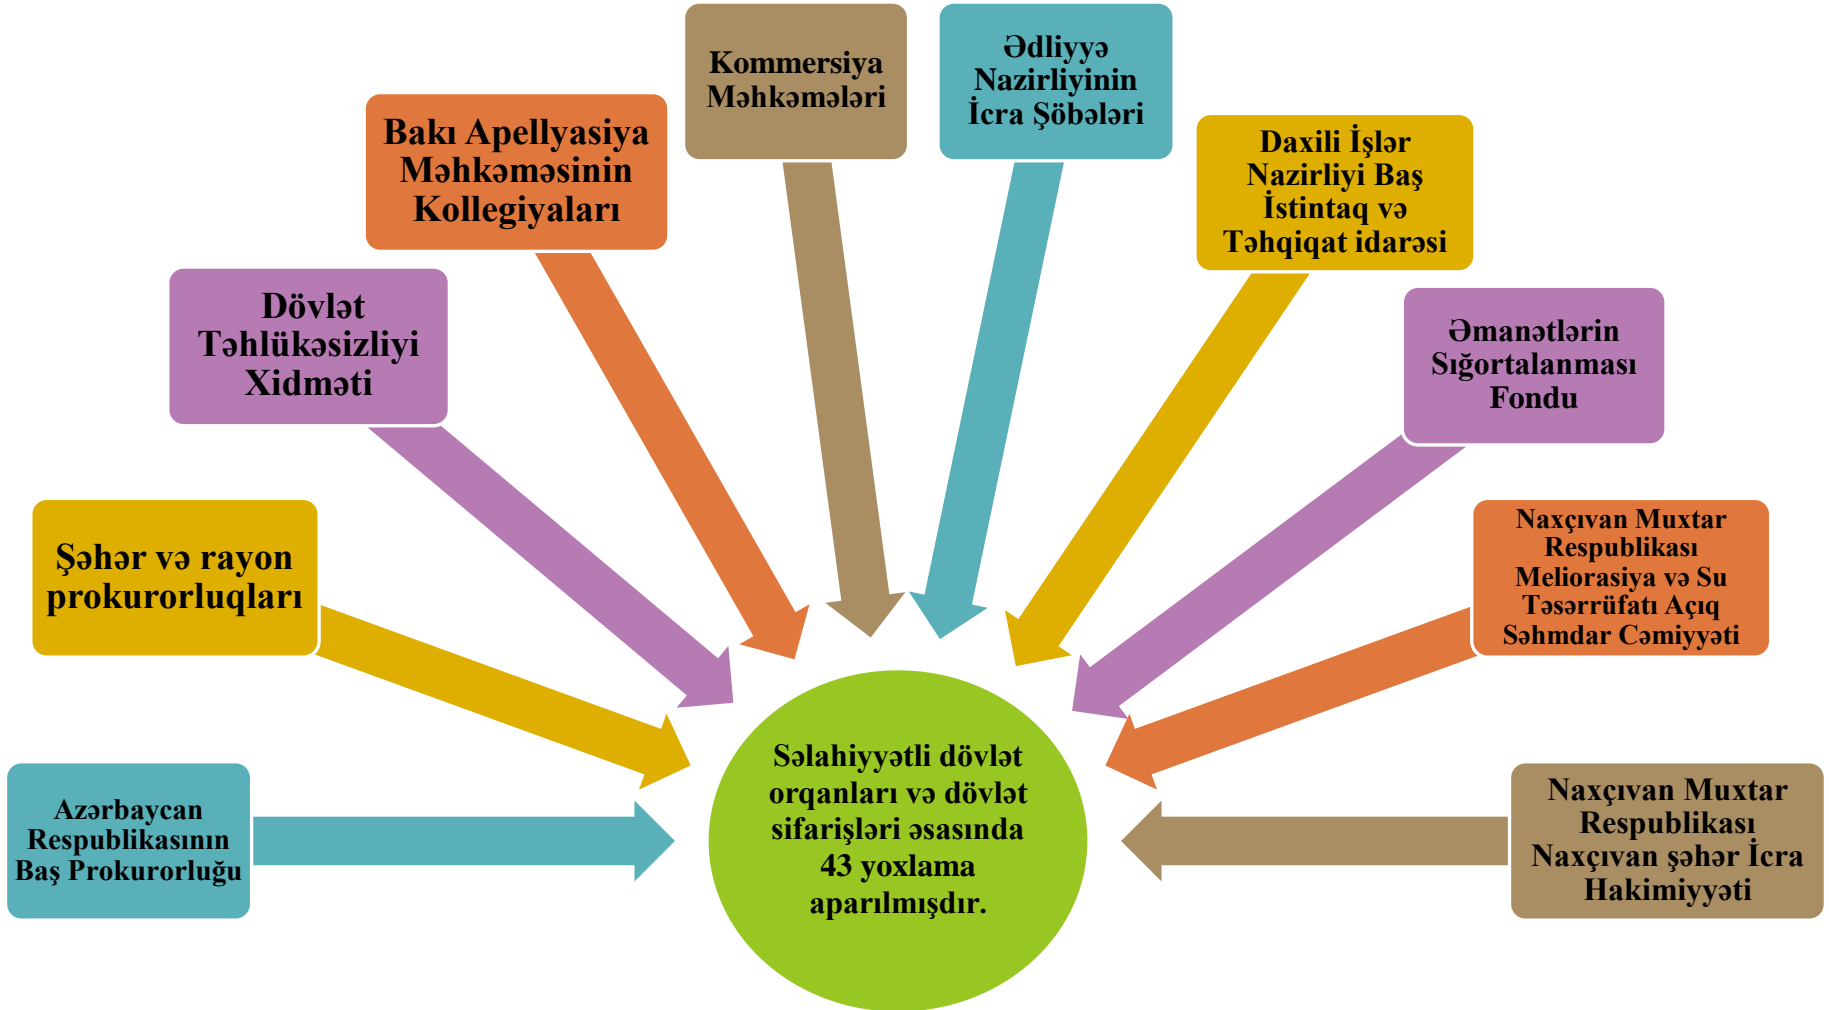 Kommersiya
Məhkəmələri
Ədliyyə
Nazirliyinin
İcra Şöbələri
Bakı Apellyasiya
Məhkəməsinin
Kollegiyaları
Daxili İşlər
Nazirliyi Baş
İstintaq və
Təhqiqat idarəsi
Dövlət
Təhlükəsizliyi
Xidməti
Əmanətlərin
Sığortalanması
Fondu
Şəhər və rayon
prokurorluqları
Naxçıvan Muxtar
Respublikası
Meliorasiya və Su
Təsərrüfatı Açıq
Səhmdar Cəmiyyəti
Azərbaycan
Respublikasının
Baş Prokurorluğu
Səlahiyyətli dövlət
orqanları və dövlət
sifarişləri əsasında
43 yoxlama
aparılmışdır.
Naxçıvan Muxtar
Respublikası
Naxçıvan şəhər İcra
Hakimiyyəti